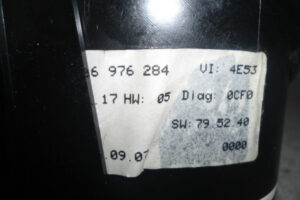 6 976 284 VI: 4E53
17 HW: 05 Diag: 0CF0
SW: 79.52.40
.09.07 0000